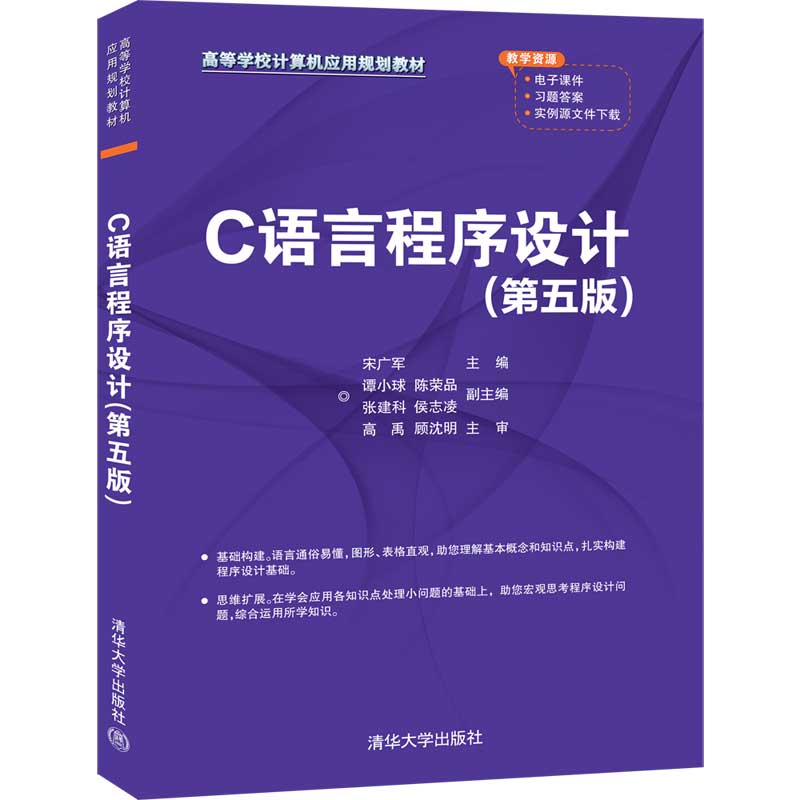 高等学校计算机
应用规划教材
C语言程序设计(第五版)
清华大学出版社
高等学校计算机应用规划教材
教学资源
• 电子课件
• 习题答案
• 实例源文件下载
C语言程序设计
(第五版)
宋广军 主 编
谭小球 陈荣品
◎ 副主编
张建科 侯志凌
高 禹 顾沈明 主 审
● 基础构建。语言通俗易懂，图形、表格直观，助您理解基本概念和知识点，扎实构建
程序设计基础。
● 思维扩展。在学会应用各知识点处理小问题的基础上，助您宏观思考程序设计问
题，综合运用所学知识。
清华大学出版社